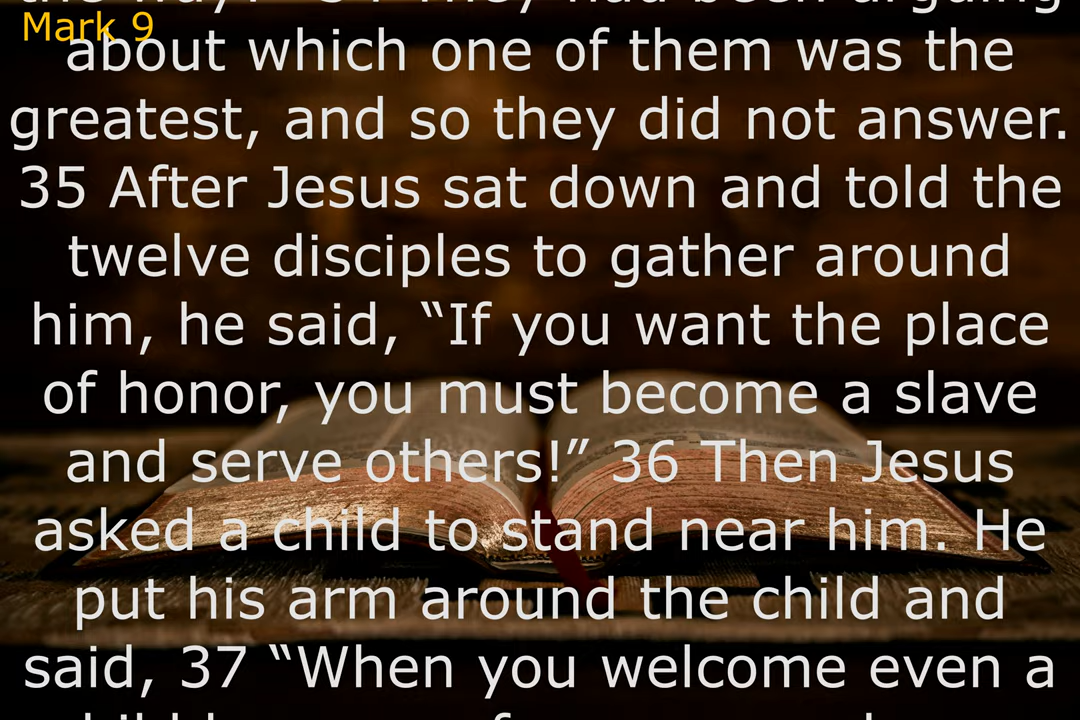 Mark 9
about which one of them was the
greatest, and so they did not answer.
35 After Jesus sat down and told the
twelve disciples to gather around
him, he said, “If you want the place
of honor, you must become a slave
and serve others!” 36 Then Jesus
asked a child to stand near him. He
put his arm around the child and
said, 37 “When you welcome even a